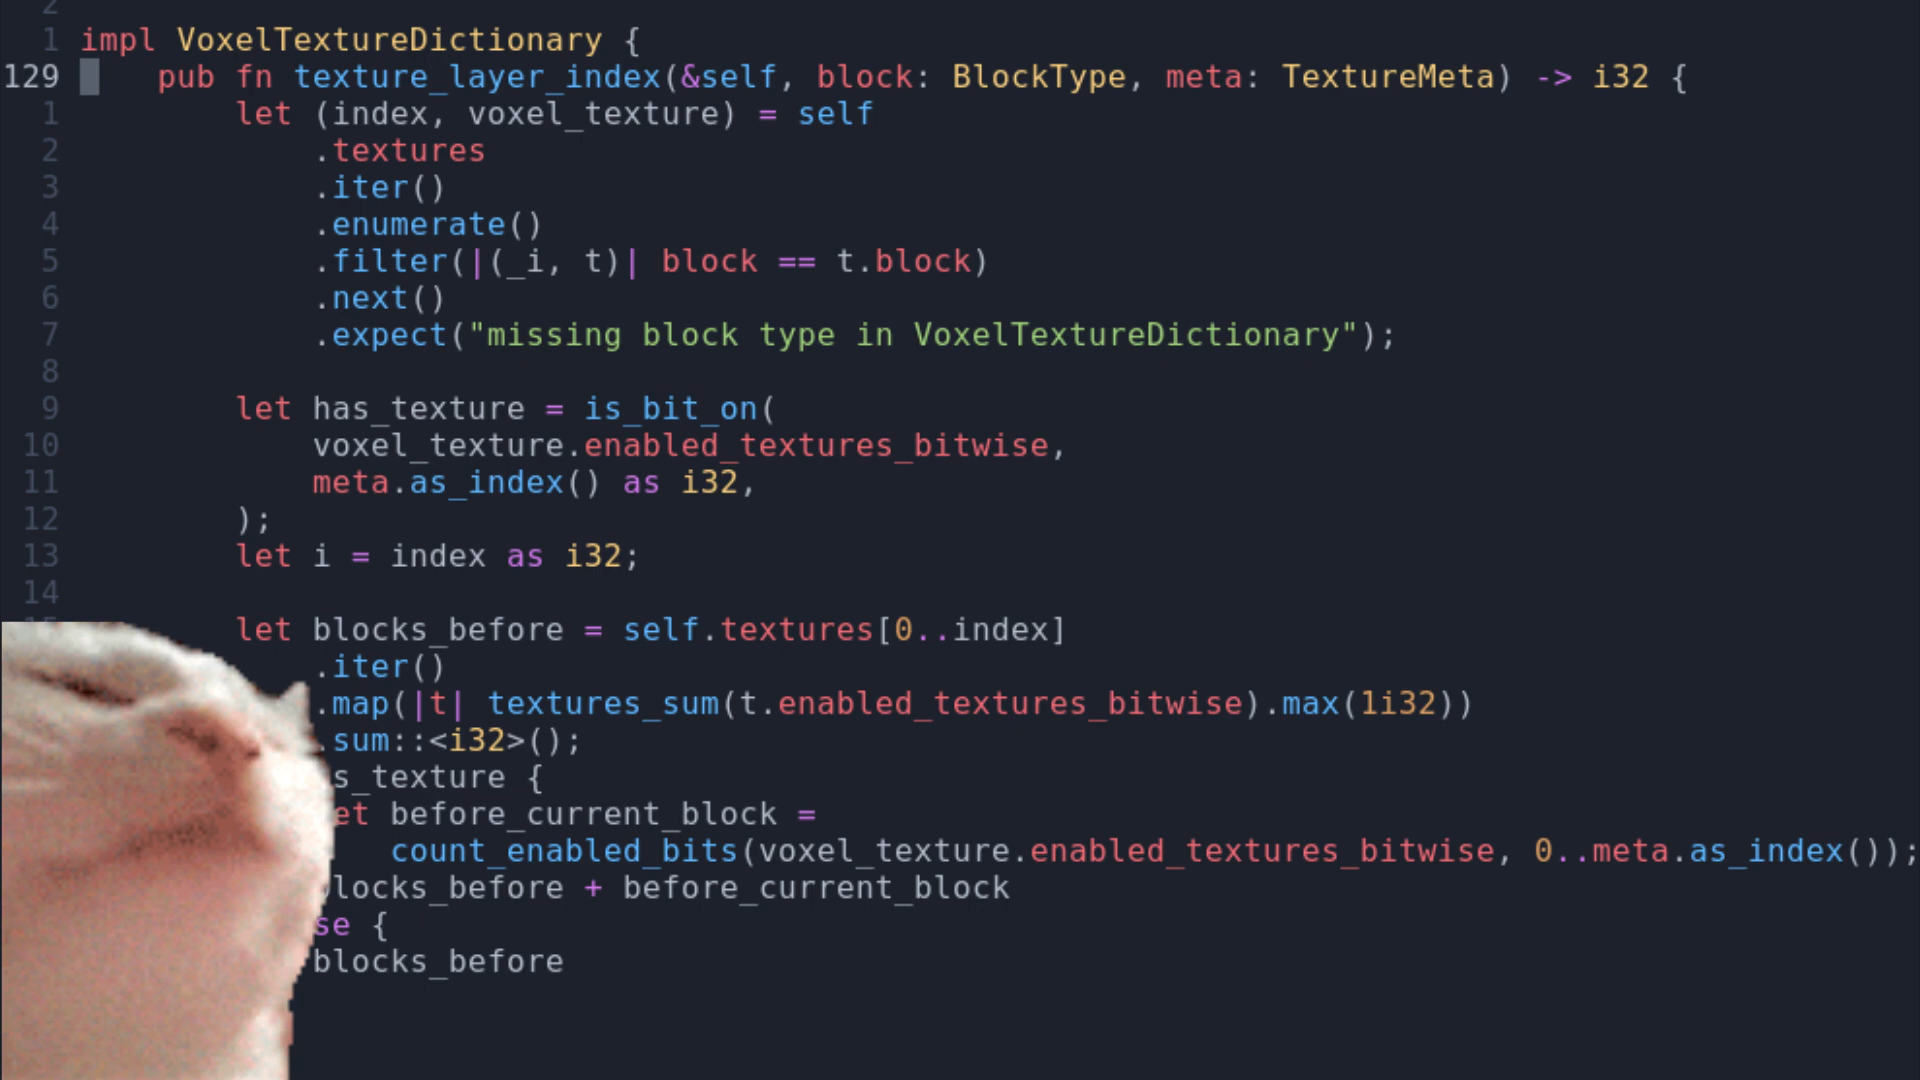 2
1 impl VoxelTextureDictionary {
129 pub fn texture_layer_index(&self, block: BlockType, meta: TextureMeta) -> i32 {
1 let (index, voxel_texture) = self
2 .textures
3 .iter()
4 .enumerate()
5 .filter(|(_i, t)| block == t.block)
6 .next()
7 .expect("missing block type in VoxelTextureDictionary");
8
9 let has_texture = is_bit_on(
10 voxel_texture.enabled_textures_bitwise,
11 meta.as_index() as i32,
12 );
13 let i = index as i32;
14
let blocks_before = self.textures[0..index]
.iter()
.map(|t| textures_sum(t.enabled_textures_bitwise).max(1i32))
.sum::<i32>();
s_texture {
et before_current_block =
count_enabled_bits(voxel_texture.enabled_textures_bitwise, 0..meta.as_index());
locks_before + before_current_block
se {
blocks_before